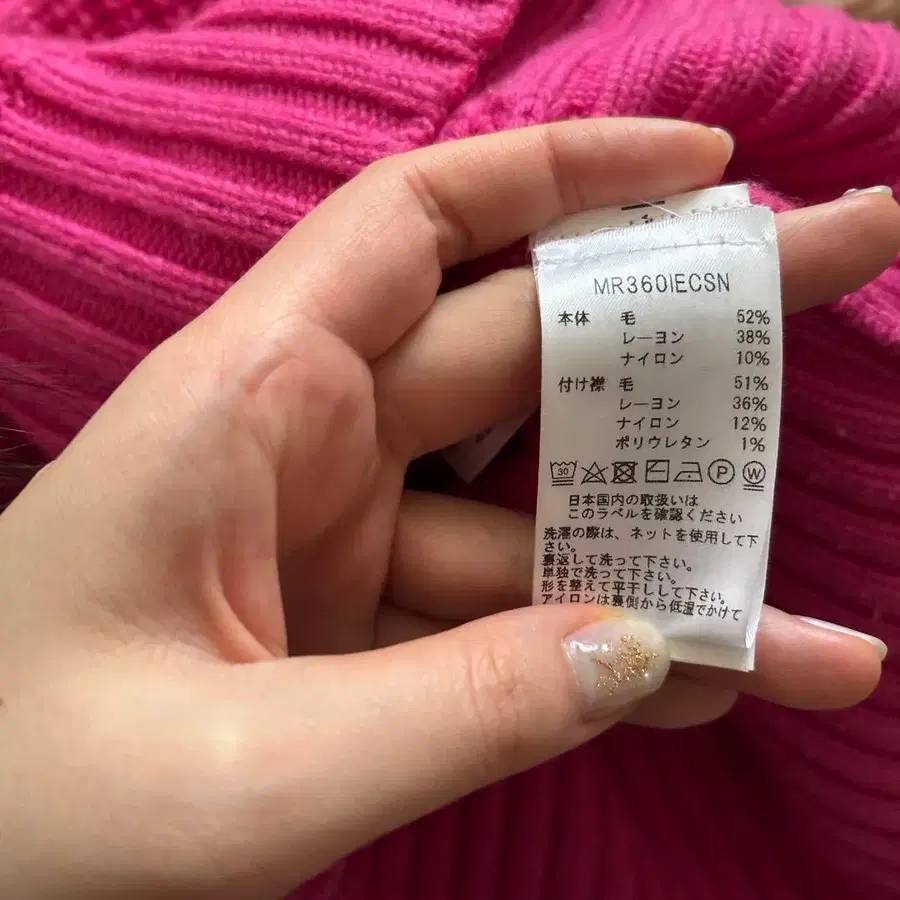 MR360IECSN
本体 毛 52%
レーヨン 38%
ナイロン 10%
付け襟 毛 51%
レーヨン 36%
ナイロン 12%
ポリウレタン 1%
30 P W
日本国内の取扱いは
このラベルを確認ください
洗濯の際は、ネットを使用して下
さい。
裏返して洗って下さい。
単独で洗って下さい。
形を整えて平干しして下さい。
アイロンは裏側から低温でかけて